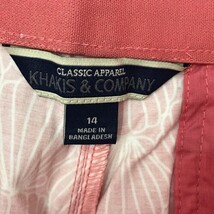 CLASSIC APPAREL
KHAKIS & COMPANY
14
MADE IN
BANGLADESH